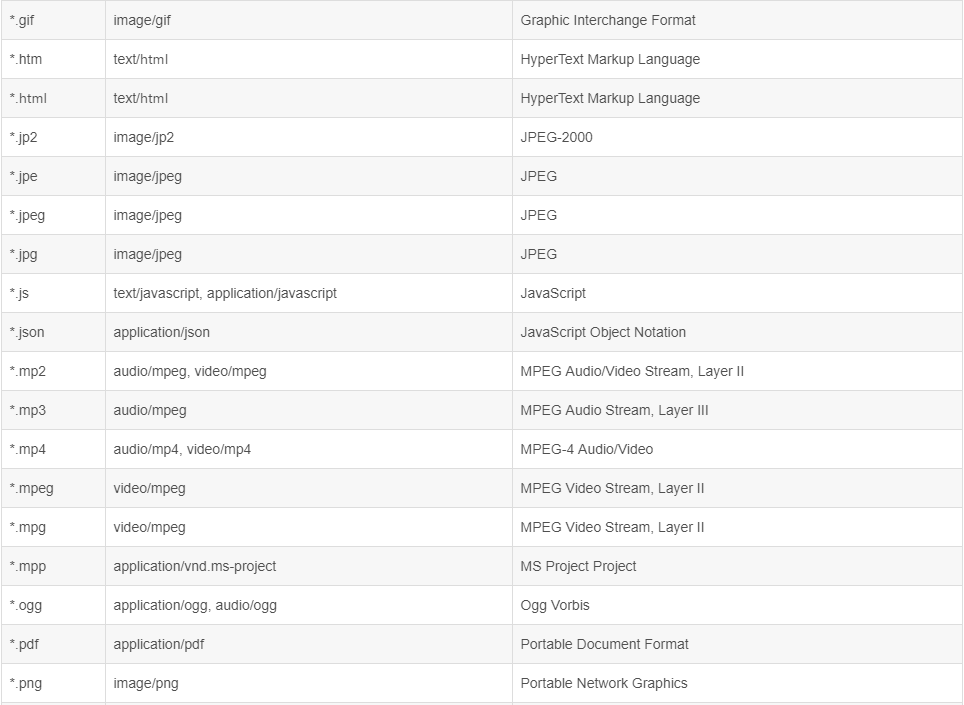 *.gif image/gif Graphic Interchange Format
*.htm text/html HyperText Markup Language
*.html text/html HyperText Markup Language
*.jp2 image/jp2 JPEG-2000
*.jpe image/jpeg JPEG
*.jpeg image/jpeg JPEG
*.jpg image/jpeg JPEG
*.js text/javascript, application/javascript JavaScript
*.json application/json JavaScript Object Notation
*.mp2 audio/mpeg, video/mpeg MPEG Audio/Video Stream, Layer II
*.mp3 audio/mpeg MPEG Audio Stream, Layer III
*.mp4 audio/mp4, video/mp4 MPEG-4 Audio/Video
*.mpeg video/mpeg MPEG Video Stream, Layer II
*.mpg video/mpeg MPEG Video Stream, Layer II
*.mpp application/vnd.ms-project MS Project Project
*.ogg application/ogg, audio/ogg Ogg Vorbis
*.pdf application/pdf Portable Document Format
*.png image/png Portable Network Graphics